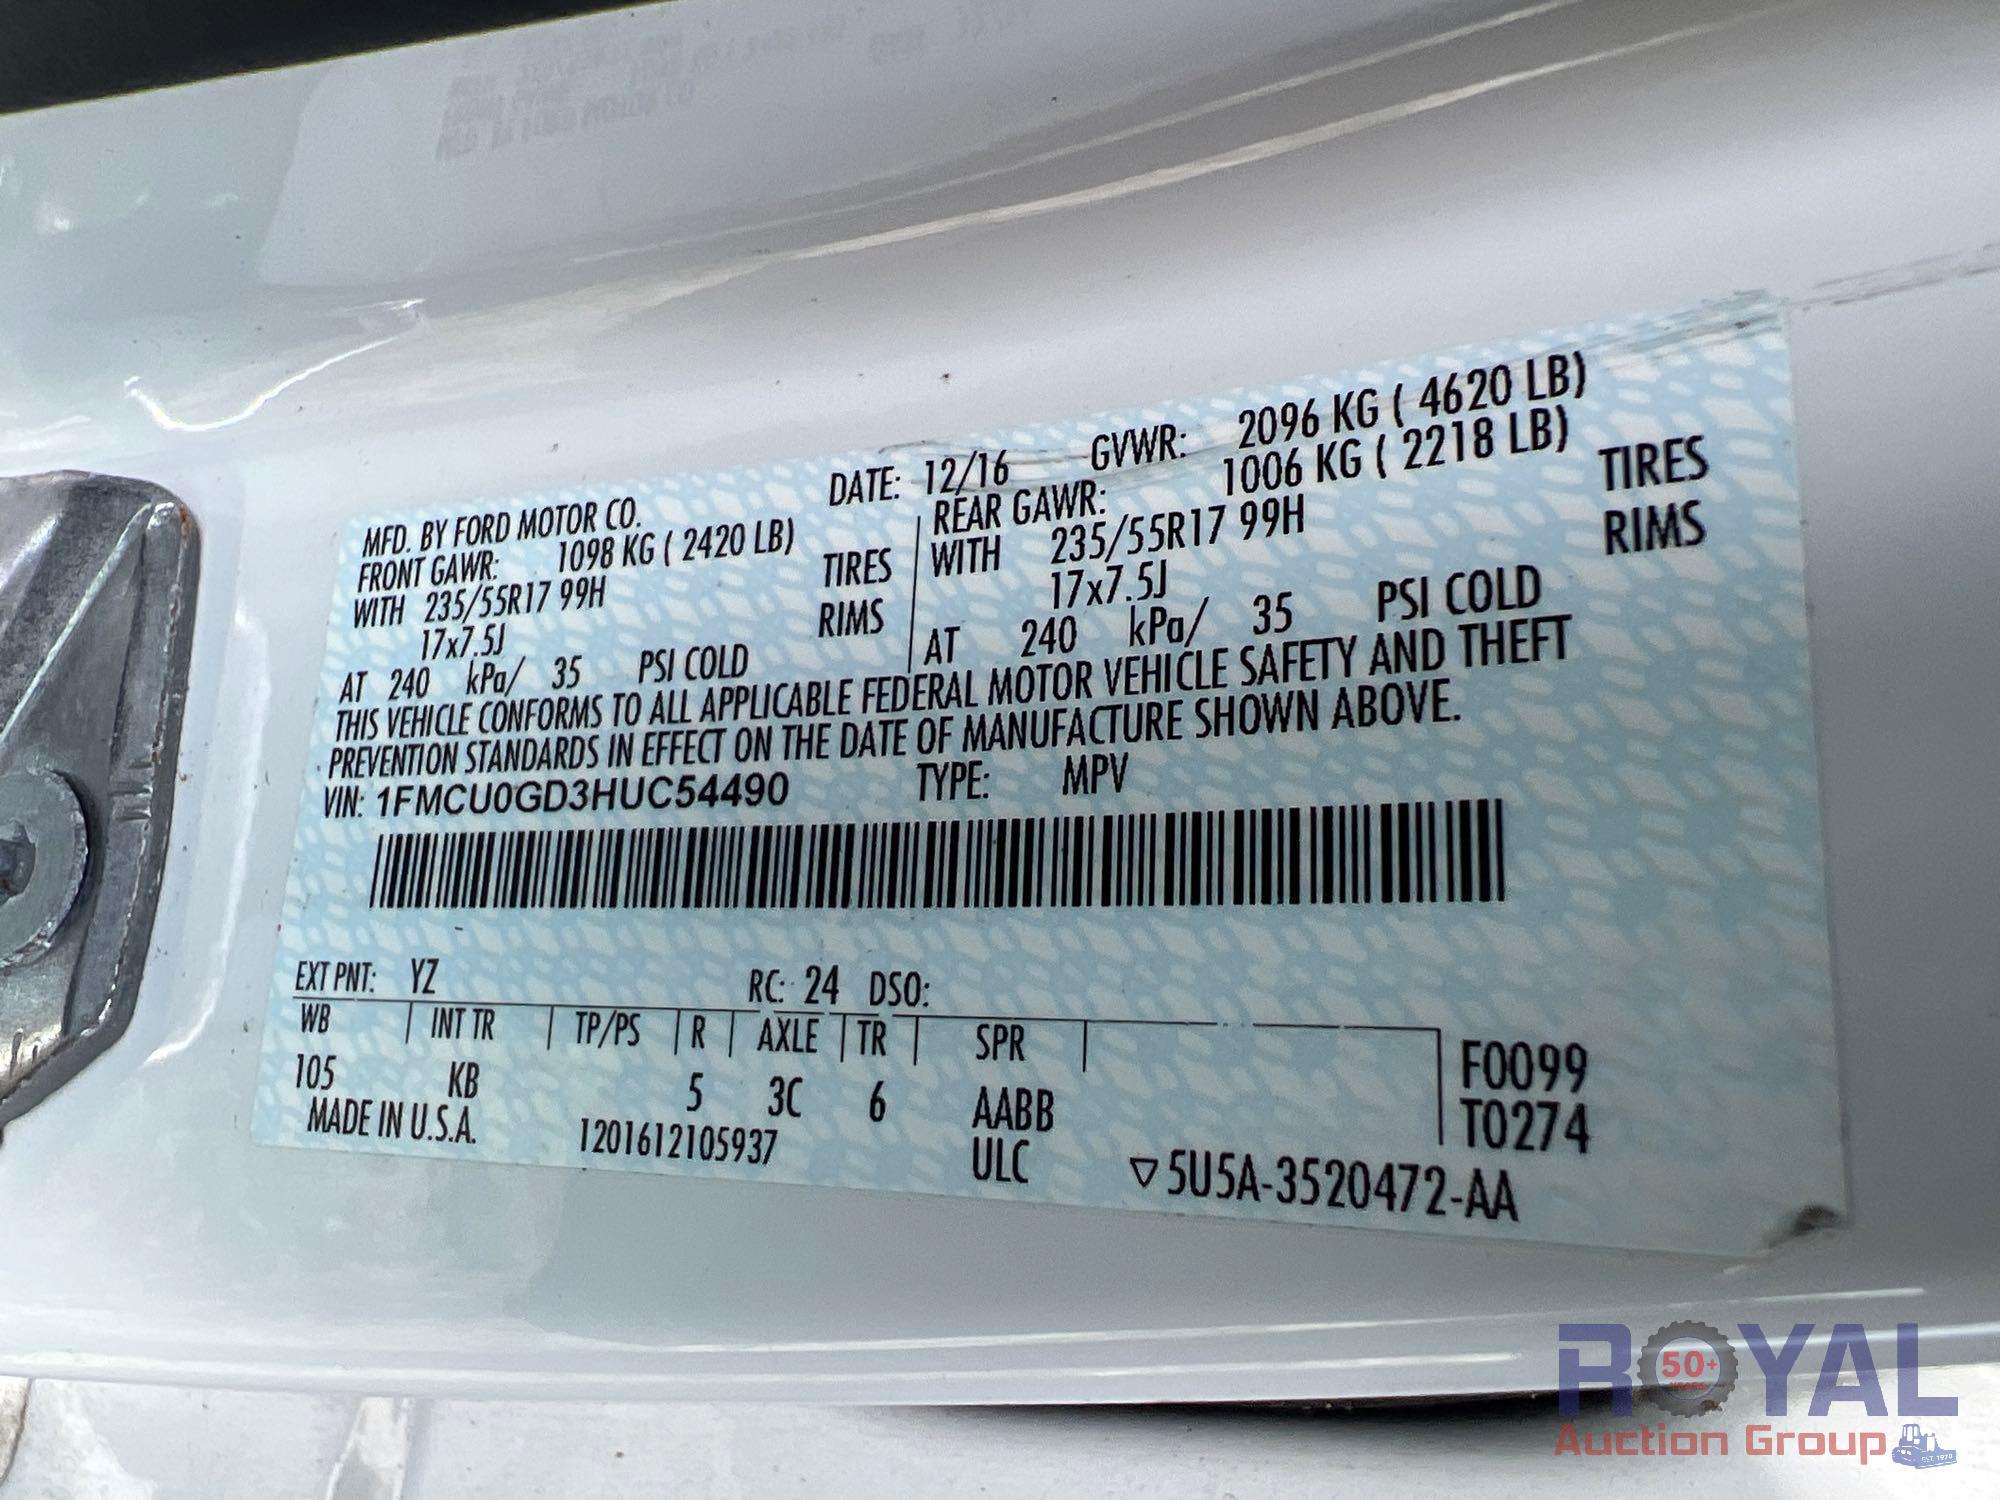 MFD. BY FORD MOTOR CO. DATE: 12/16 GVWR: 2096 KG ( 4620 LB)
FRONT GAWR: 1098 KG ( 2420 LB) REAR GAWR: 1006 KG ( 2218 LB)
WITH 235/55R17 99H TIRES WITH 235/55R17 99H TIRES
17x7.5J RIMS 17x7.5J RIMS
AT 240 kPa/ 35 PSI COLD AT 240 kPa/ 35 PSI COLD
THIS VEHICLE CONFORMS TO ALL APPLICABLE FEDERAL MOTOR VEHICLE SAFETY AND THEFT
PREVENTION STANDARDS IN EFFECT ON THE DATE OF MANUFACTURE SHOWN ABOVE.
VIN: 1FMCU0GD3HUC54490 TYPE: MPV
EXT PNT: YZ RC: 24 DSO:
WB INT TR TP/PS R AXLE TR SPR
105 KB 5 3C 6 AABB F0099
MADE IN U.S.A. 1201612105937 ULC T0274
▽5U5A-3520472-AA
ROYAL
50+
YEARS
Auction Group
EST. 1970